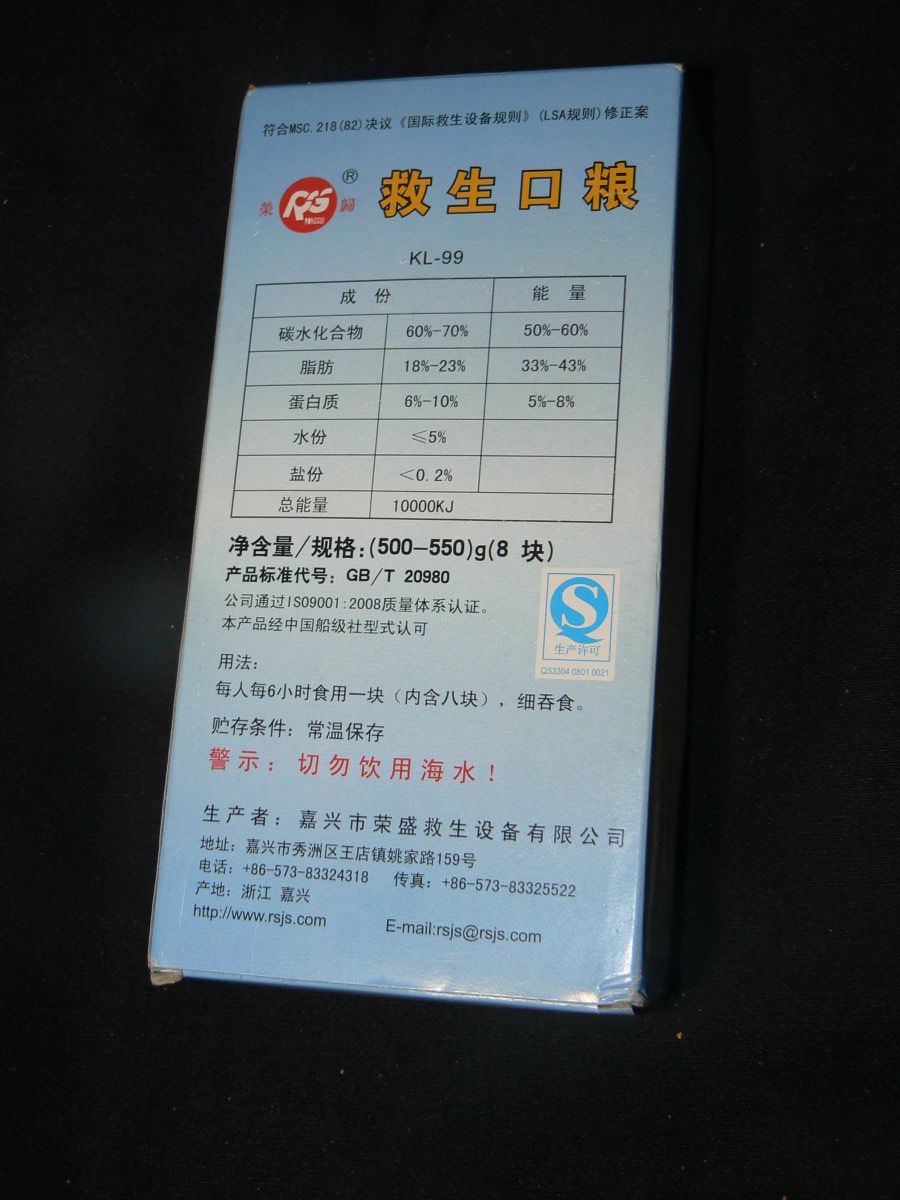 符合MSC.218(82)决议《国际救生设备规则》(LSA规则)修正案
榮 RSG 歸 ®
RONGGUI
救生口粮
KL-99
成 份 能 量
碳水化合物 60%-70% 50%-60%
脂肪 18%-23% 33%-43%
蛋白质 6%-10% 5%-8%
水份 ≤5%
盐份 <0.2%
总能量 10000KJ
净含量/规格:(500-550)g(8 块)
产品标准代号: GB/T 20980
公司通过ISO9001:2008质量体系认证。
本产品经中国船级社型式认可
生产许可
QS3304 0801 0021
用法:
每人每6小时食用一块(内含八块),细吞食。
贮存条件: 常温保存
警示: 切勿饮用海水!
生产者: 嘉兴市荣盛救生设备有限公司
地址: 嘉兴市秀洲区王店镇姚家路159号
电话: +86-573-83324318 传真: +86-573-83325522
产地: 浙江 嘉兴
http://www.rsjs.com E-mail:rsjs@rsjs.com